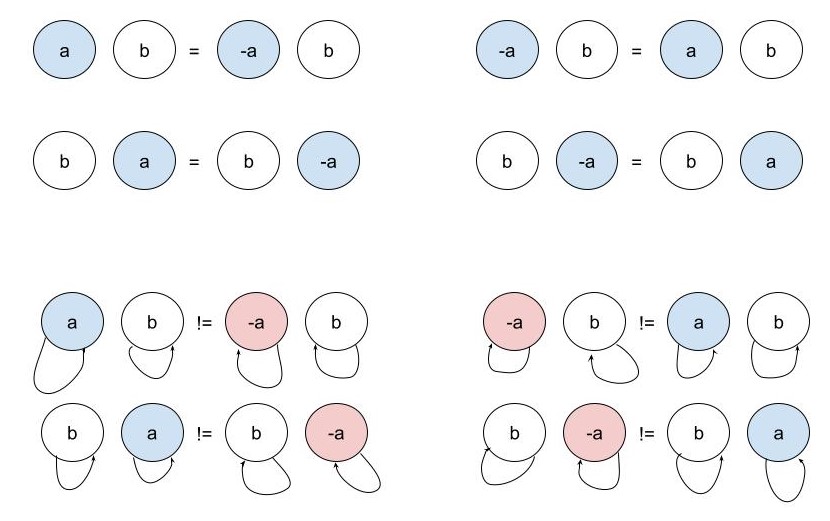 a b = -a b
-a b = a b
b a = b -a
b -a = b a
a b != -a b
-a b != a b
b a != b -a
b -a != b a